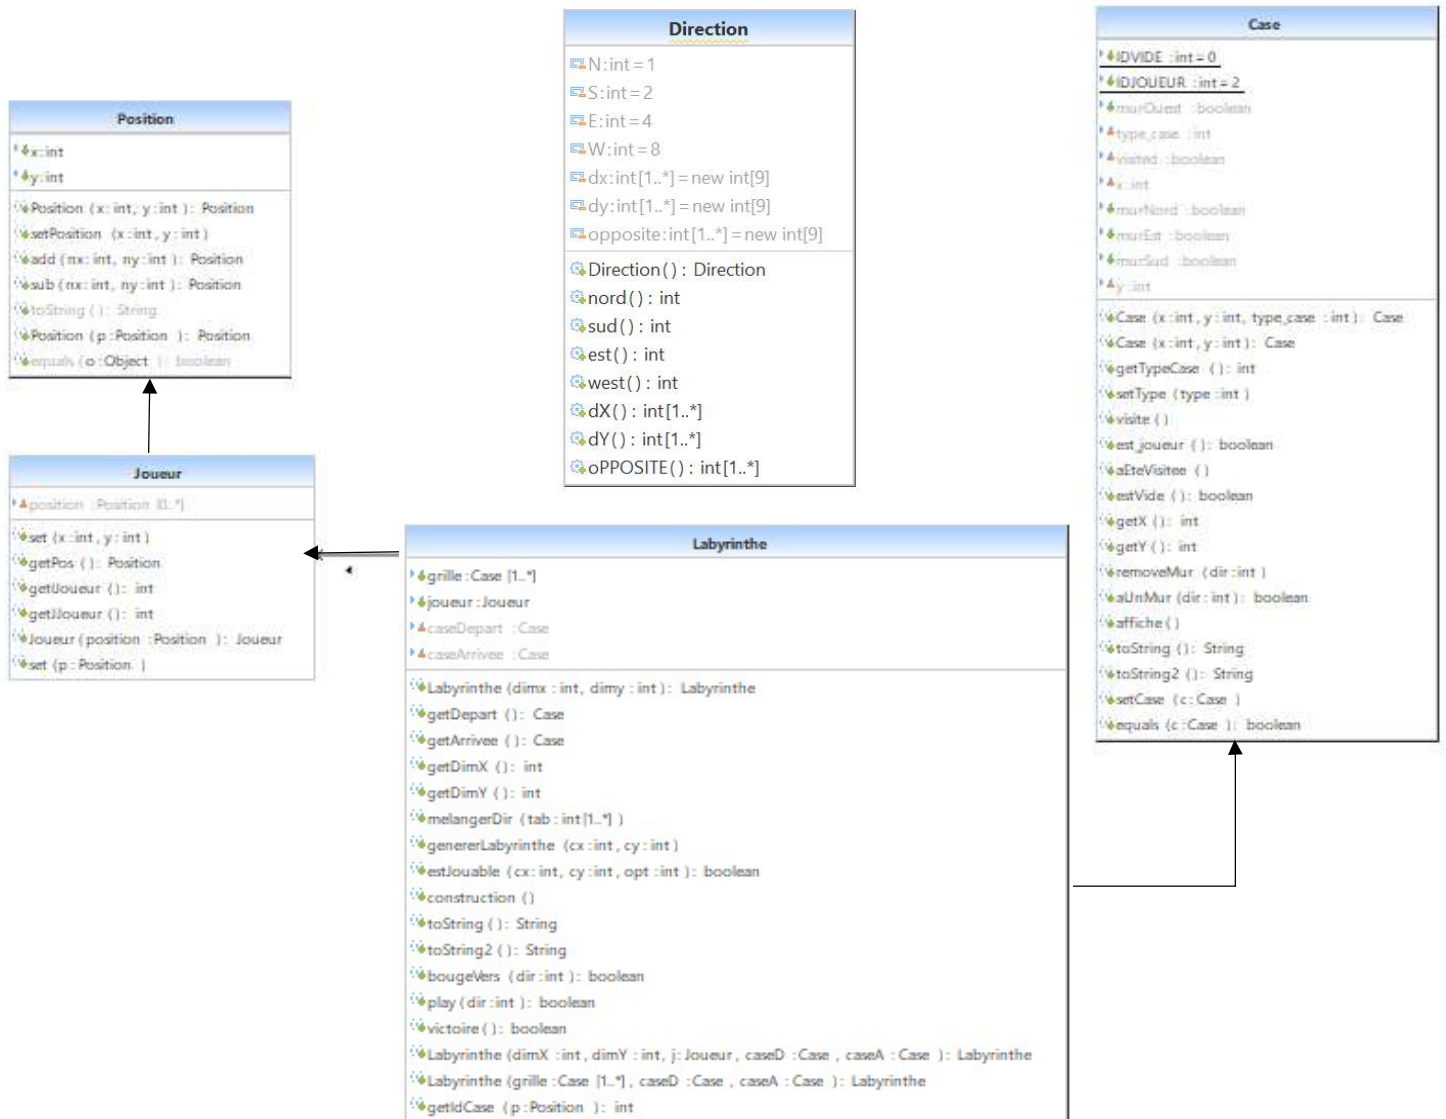 Position
x:int
y:int
Position (x: int, y:int ): Position
setPosition (x:int, y:int )
add (nx: int, ny:int ): Position
sub (nx: int, ny:int ): Position
toString ( ): String
Position (p:Position ): Position
equals (o:Object ): boolean
Joueur
position :Position [0..*]
set (x:int, y:int )
getPos (): Position
getIJoueur (): int
getJJoueur (): int
Joueur (position :Position ): Joueur
set (p:Position )
Direction
N:int=1
S:int=2
E:int=4
W:int=8
dx:int[1..*]=new int[9]
dy:int[1..*]=new int[9]
opposite:int[1..*]=new int[9]
Direction(): Direction
nord(): int
sud(): int
est(): int
west(): int
dX(): int[1..*]
dY(): int[1..*]
oPPOSITE(): int[1..*]
Labyrinthe
grille:Case [1..*]
joueur:Joueur
caseDepart :Case
caseArrivee :Case
Labyrinthe (dimx : int, dimy : int): Labyrinthe
getDepart (): Case
getArrivee (): Case
getDimX (): int
getDimY (): int
melangerDir (tab: int[1..*] )
genererLabyrinthe (cx:int, cy:int )
estJouable (cx: int, cy:int, opt :int ): boolean
construction ()
toString ( ): String
toString2 ( ): String
bougeVers (dir:int ): boolean
play (dir:int ): boolean
victoire (): boolean
Labyrinthe (dimX :int, dimY : int, j: Joueur, caseD :Case , caseA : Case ): Labyrinthe
Labyrinthe (grille:Case [1..*], caseD :Case , caseA : Case ): Labyrinthe
getIdCase (p:Position ): int
Case
IDVIDE :int=0
IDJOUEUR :int=2
murOuest :boolean
type_case :int
visited :boolean
x:int
murNord :boolean
murEst :boolean
murSud :boolean
y:int
Case (x:int, y:int, type_case :int ): Case
Case (x:int, y:int ): Case
getTypeCase (): int
setType (type:int )
visite ()
est_joueur (): boolean
aEteVisitee ()
estVide (): boolean
getX (): int
getY (): int
removeMur (dir:int )
aUnMur (dir: int ): boolean
affiche ()
toString ( ): String
toString2 ( ): String
setCase (c:Case )
equals (c:Case ): boolean